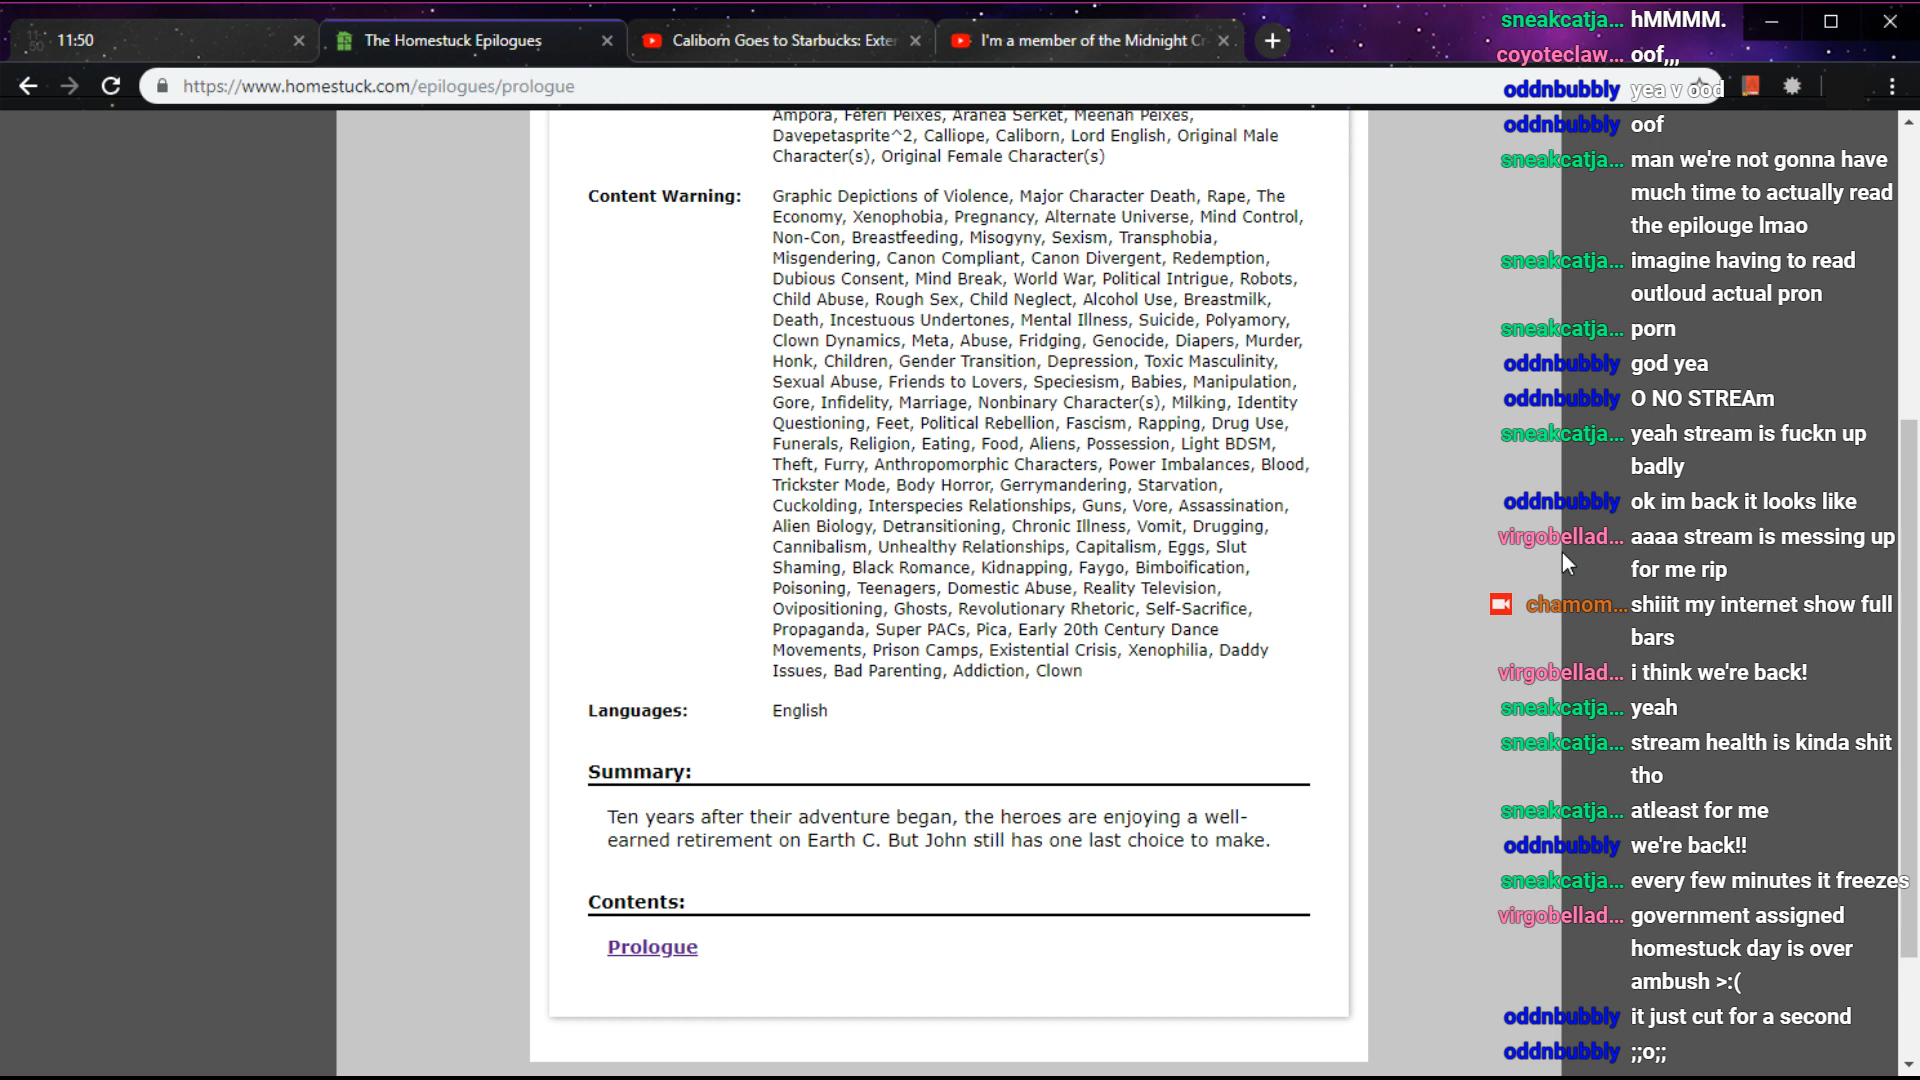 11:50
The Homestuck Epilogues
Caliborn Goes to Starbucks: Exter
I'm a member of the Midnight Cr
https://www.homestuck.com/epilogues/prologue
Ampora, Feferi Peixes, Aranea Serket, Meenah Peixes,
Davepetasprite^2, Calliope, Caliborn, Lord English, Original Male
Character(s), Original Female Character(s)
Content Warning:
Graphic Depictions of Violence, Major Character Death, Rape, The
Economy, Xenophobia, Pregnancy, Alternate Universe, Mind Control,
Non-Con, Breastfeeding, Misogyny, Sexism, Transphobia,
Misgendering, Canon Compliant, Canon Divergent, Redemption,
Dubious Consent, Mind Break, World War, Political Intrigue, Robots,
Child Abuse, Rough Sex, Child Neglect, Alcohol Use, Breastmilk,
Death, Incestuous Undertones, Mental Illness, Suicide, Polyamory,
Clown Dynamics, Meta, Abuse, Fridging, Genocide, Diapers, Murder,
Honk, Children, Gender Transition, Depression, Toxic Masculinity,
Sexual Abuse, Friends to Lovers, Speciesism, Babies, Manipulation,
Gore, Infidelity, Marriage, Nonbinary Character(s), Milking, Identity
Questioning, Feet, Political Rebellion, Fascism, Rapping, Drug Use,
Funerals, Religion, Eating, Food, Aliens, Possession, Light BDSM,
Theft, Furry, Anthropomorphic Characters, Power Imbalances, Blood,
Trickster Mode, Body Horror, Gerrymandering, Starvation,
Cuckolding, Interspecies Relationships, Guns, Vore, Assassination,
Alien Biology, Detransitioning, Chronic Illness, Vomit, Drugging,
Cannibalism, Unhealthy Relationships, Capitalism, Eggs, Slut
Shaming, Black Romance, Kidnapping, Faygo, Bimboification,
Poisoning, Teenagers, Domestic Abuse, Reality Television,
Ovipositioning, Ghosts, Revolutionary Rhetoric, Self-Sacrifice,
Propaganda, Super PACs, Pica, Early 20th Century Dance
Movements, Prison Camps, Existential Crisis, Xenophilia, Daddy
Issues, Bad Parenting, Addiction, Clown
Languages: English
Summary:
Ten years after their adventure began, the heroes are enjoying a well-
earned retirement on Earth C. But John still has one last choice to make.
Contents:
Prologue
sneakcatja... hMMMM.
coyoteclaw... oof,,,
oddnbubbly yea v ood
oddnbubbly oof
sneakcatja... man we're not gonna have
much time to actually read
the epilouge lmao
sneakcatja... imagine having to read
outloud actual pron
sneakcatja... porn
oddnbubbly god yea
oddnbubbly O NO STREAm
sneakcatja... yeah stream is fuckn up
badly
oddnbubbly ok im back it looks like
virgobellad... aaaa stream is messing up
for me rip
chamom... shiiit my internet show full
bars
virgobellad... i think we're back!
sneakcatja... yeah
sneakcatja... stream health is kinda shit
tho
sneakcatja... atleast for me
oddnbubbly we're back!!
sneakcatja... every few minutes it freezes
virgobellad... government assigned
homestuck day is over
ambush >:(
oddnbubbly it just cut for a second
oddnbubbly ;;o;;